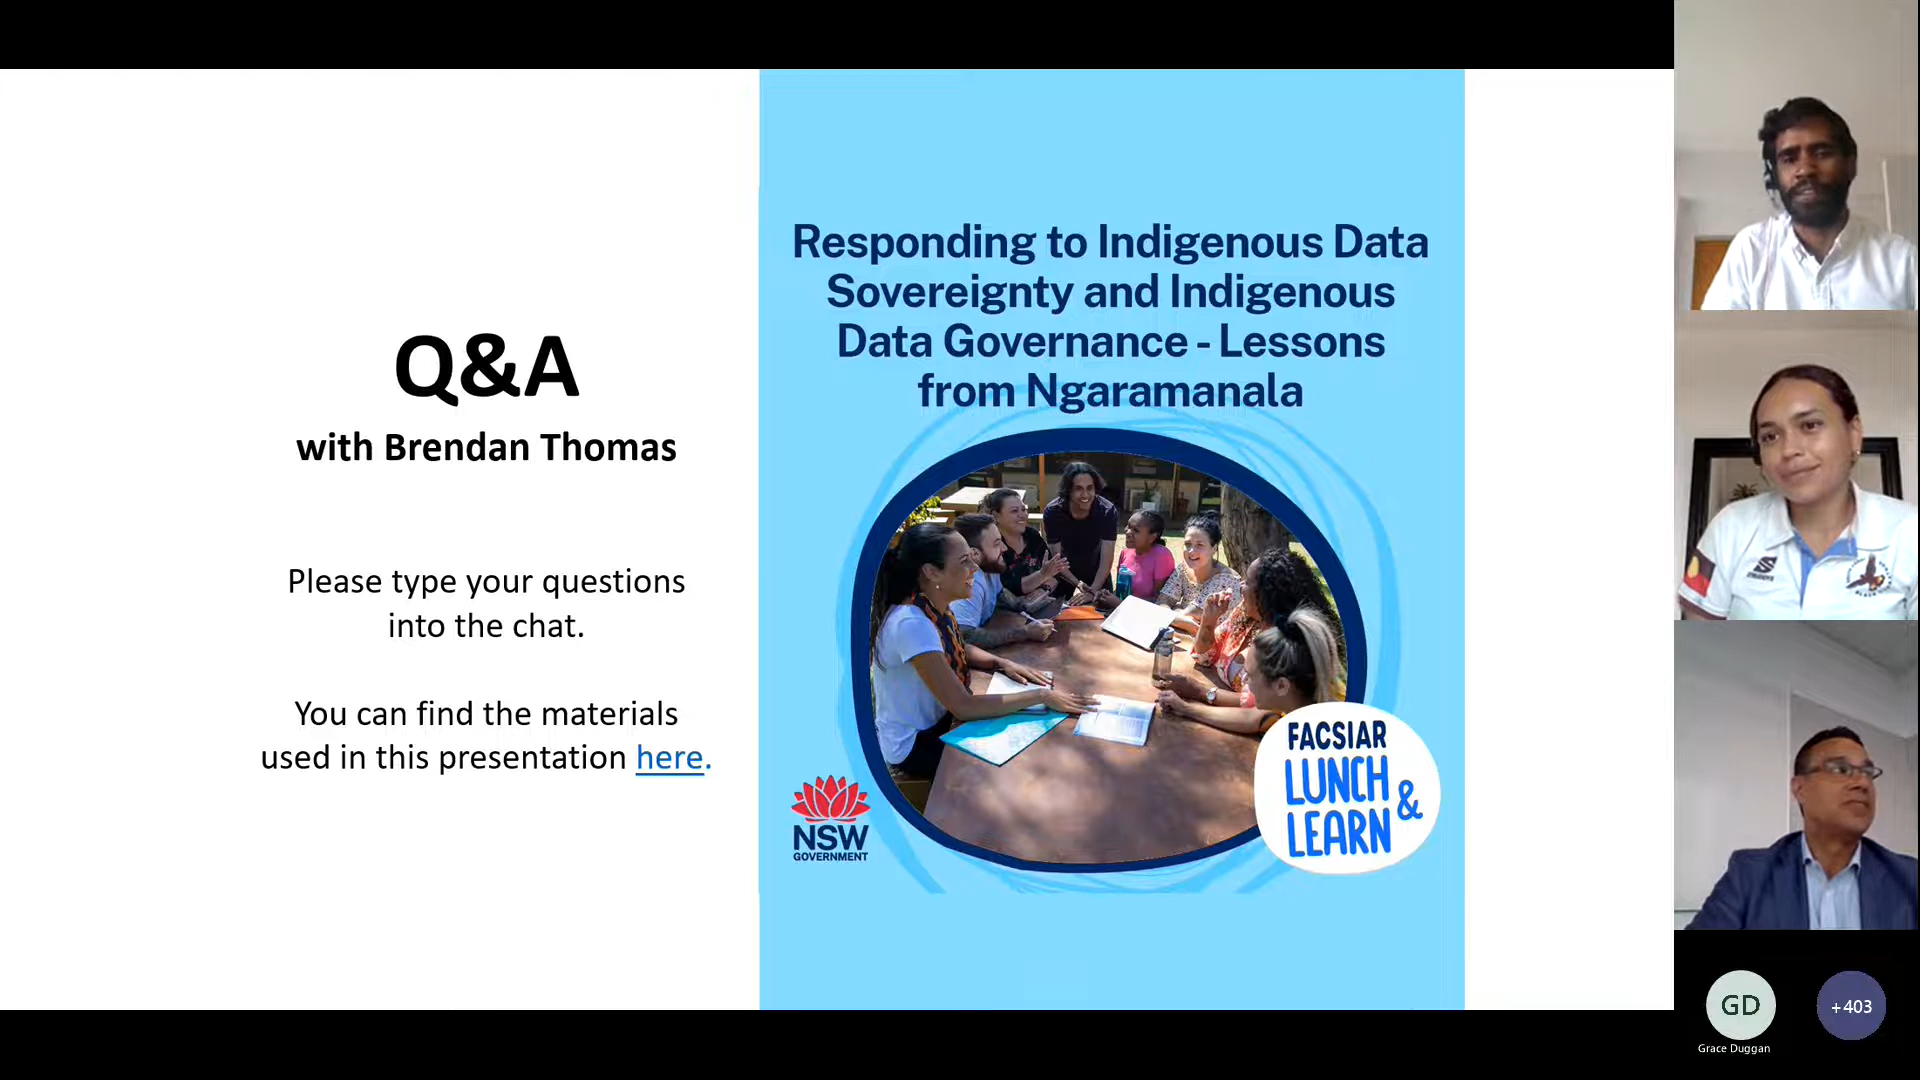 Q&A
with Brendan Thomas
Please type your questions
into the chat.
You can find the materials
used in this presentation here.
Responding to Indigenous Data
Sovereignty and Indigenous
Data Governance - Lessons
from Ngaramanala
FACSIAR
LUNCH &
LEARN
NSW
GOVERNMENT
GD
+403
Grace Duggan